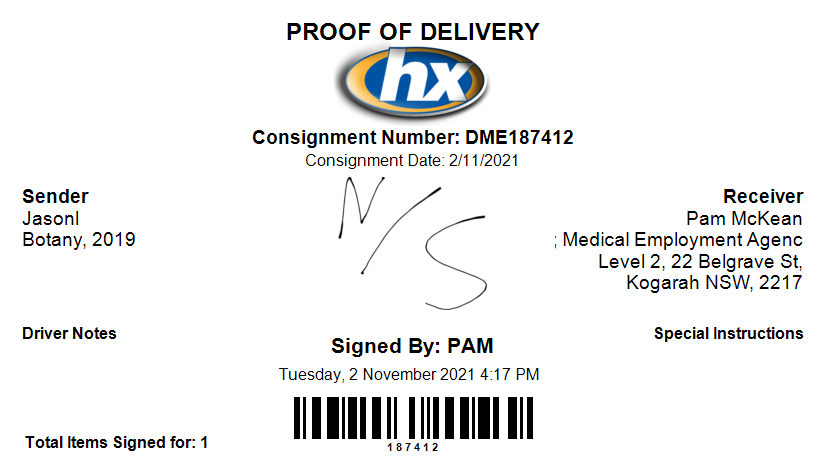 PROOF OF DELIVERY
hx
Consignment Number: DME187412
Consignment Date: 2/11/2021
Sender
JasonI
Botany, 2019
N/S
Receiver
Pam McKean
; Medical Employment Agenc
Level 2, 22 Belgrave St,
Kogarah NSW, 2217
Driver Notes
Special Instructions
Signed By: PAM
Tuesday, 2 November 2021 4:17 PM
187412
Total Items Signed for: 1